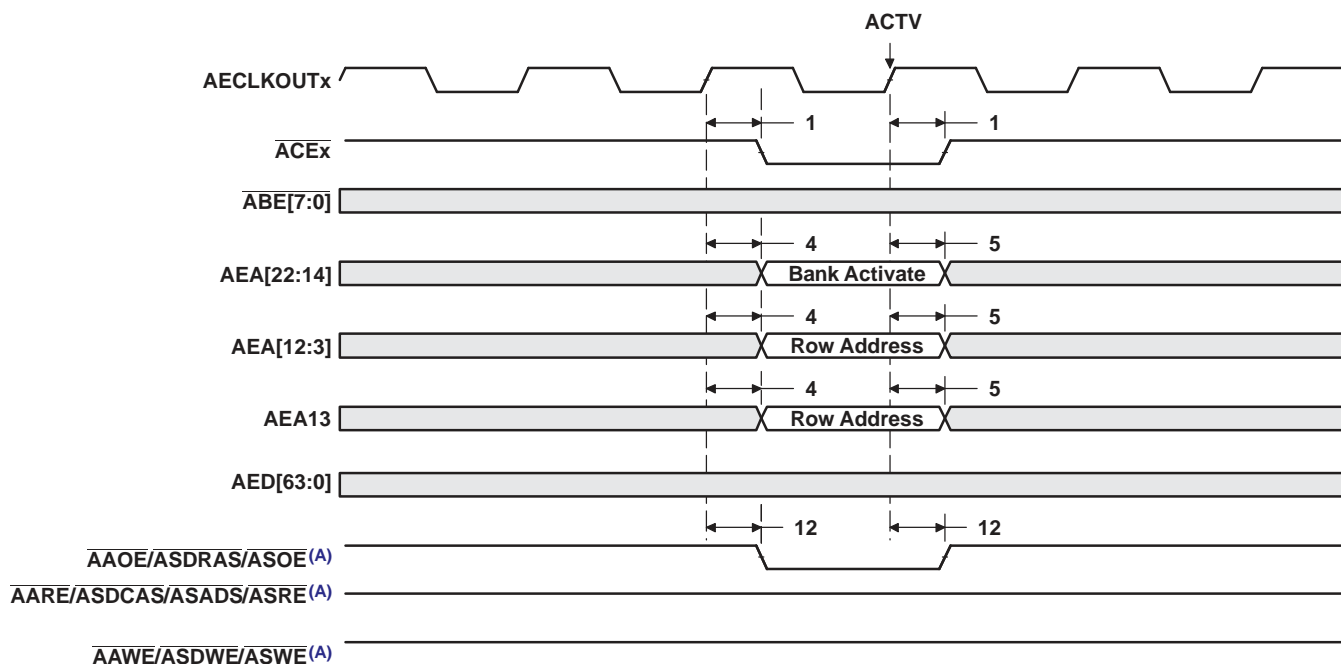 ACTV
AECLKOUTx
1 1
ACEx
ABE[7:0]
4 5
AEA[22:14] Bank Activate
4 5
AEA[12:3] Row Address
4 5
AEA13 Row Address
AED[63:0]
12 12
AAOE/ASDRAS/ASOE(A)
AARE/ASDCAS/ASADS/ASRE(A)
AAWE/ASDWE/ASWE(A)